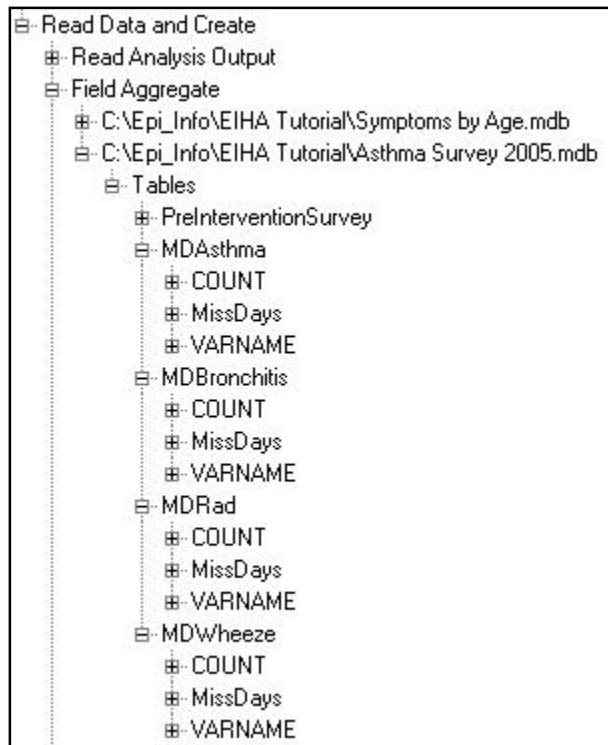 Read Data and Create
Read Analysis Output
Field Aggregate
C:\Epi_Info\EIHA Tutorial\Symptoms by Age.mdb
C:\Epi_Info\EIHA Tutorial\Asthma Survey 2005.mdb
Tables
PreInterventionSurvey
MDAsthma
COUNT
MissDays
VARNAME
MDBronchitis
COUNT
MissDays
VARNAME
MDRad
COUNT
MissDays
VARNAME
MDWheeze
COUNT
MissDays
VARNAME